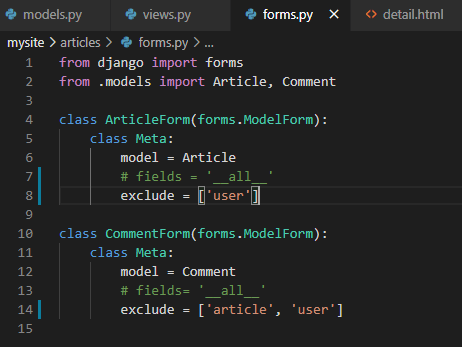 models.py views.py forms.py × detail.html
mysite > articles > forms.py > ...
1 from django import forms
2 from .models import Article, Comment
3
4 class ArticleForm(forms.ModelForm):
5     class Meta:
6         model = Article
7         # fields = '__all__'
8         exclude = ['user']
9
10 class CommentForm(forms.ModelForm):
11     class Meta:
12         model = Comment
13         # fields= '__all__'
14         exclude = ['article', 'user']
15